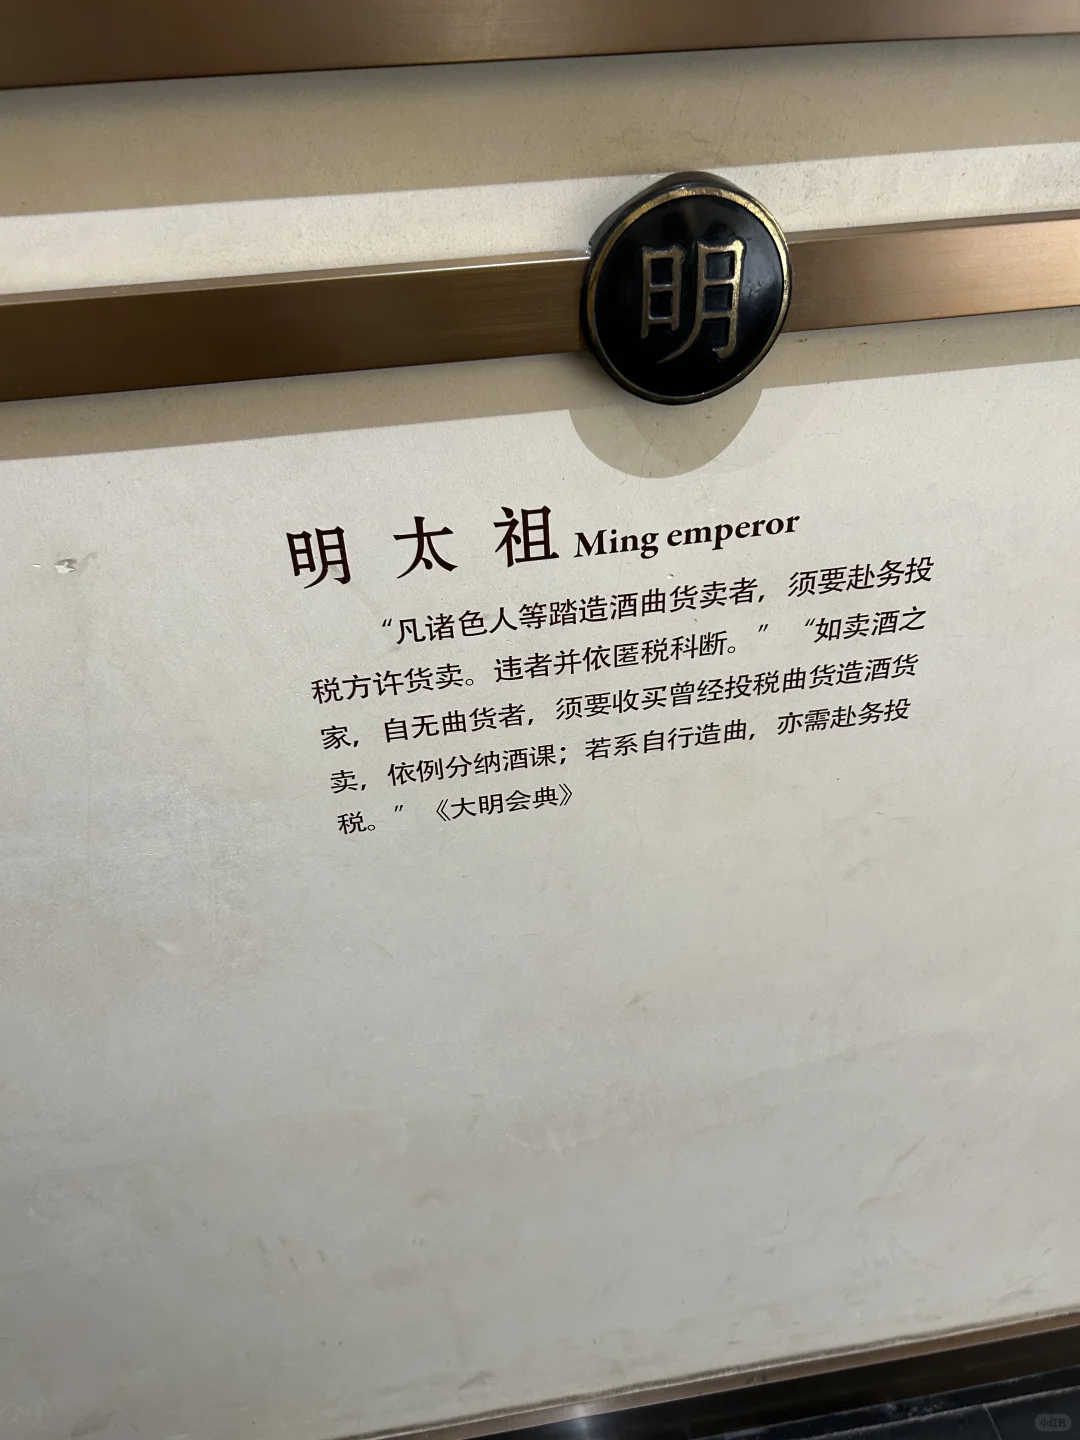 明
明太祖 Ming emperor
“凡诸色人等踏造酒曲货卖者，须要赴务投
税方许货卖。违者并依匿税科断。” “如卖酒之
家，自无曲货者，须要收买曾经投税曲货造酒货
卖，依例分纳酒课；若系自行造曲，亦需赴务投
税。” 《大明会典》
小红书